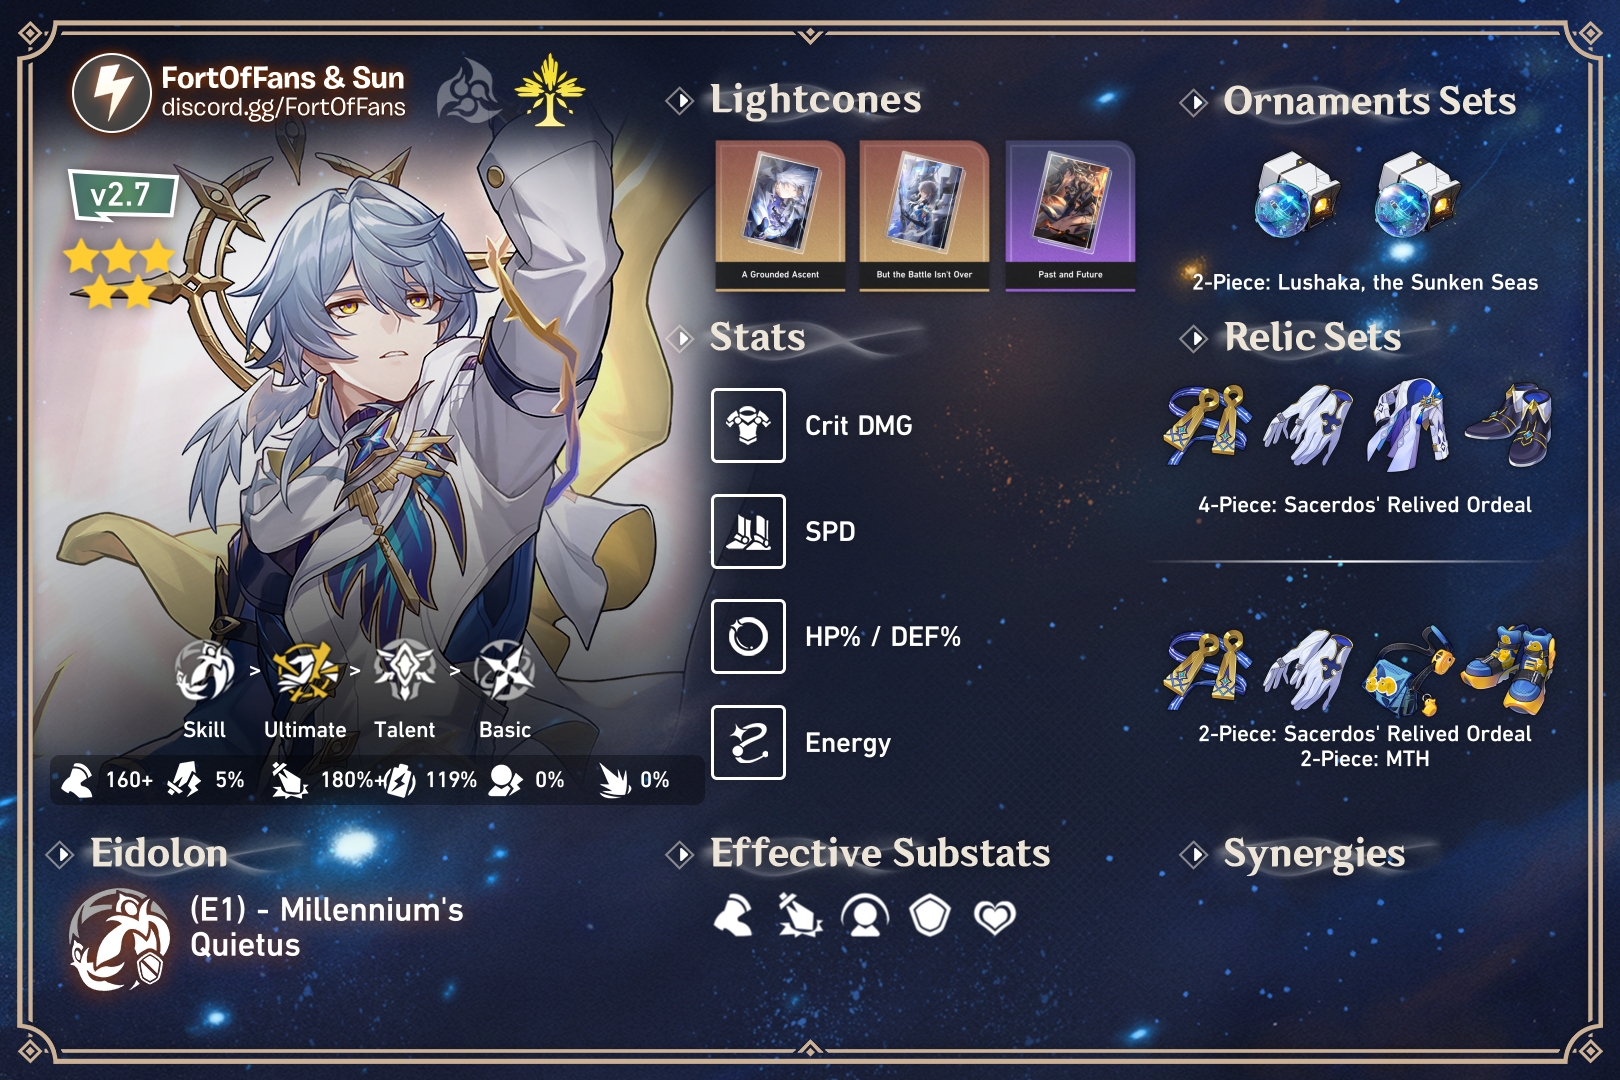 FortOfFans & Sun
discord.gg/FortOfFans
v2.7
Skill > Ultimate > Talent > Basic
160+ 5% 180%+ 119% 0% 0%
Eidolon
(E1) - Millennium's
Quietus
Lightcones
A Grounded Ascent
But the Battle Isn't Over
Past and Future
Stats
Crit DMG
SPD
HP% / DEF%
Energy
Effective Substats
Ornaments Sets
2-Piece: Lushaka, the Sunken Seas
Relic Sets
4-Piece: Sacerdos' Relived Ordeal
2-Piece: Sacerdos' Relived Ordeal
2-Piece: MTH
Synergies